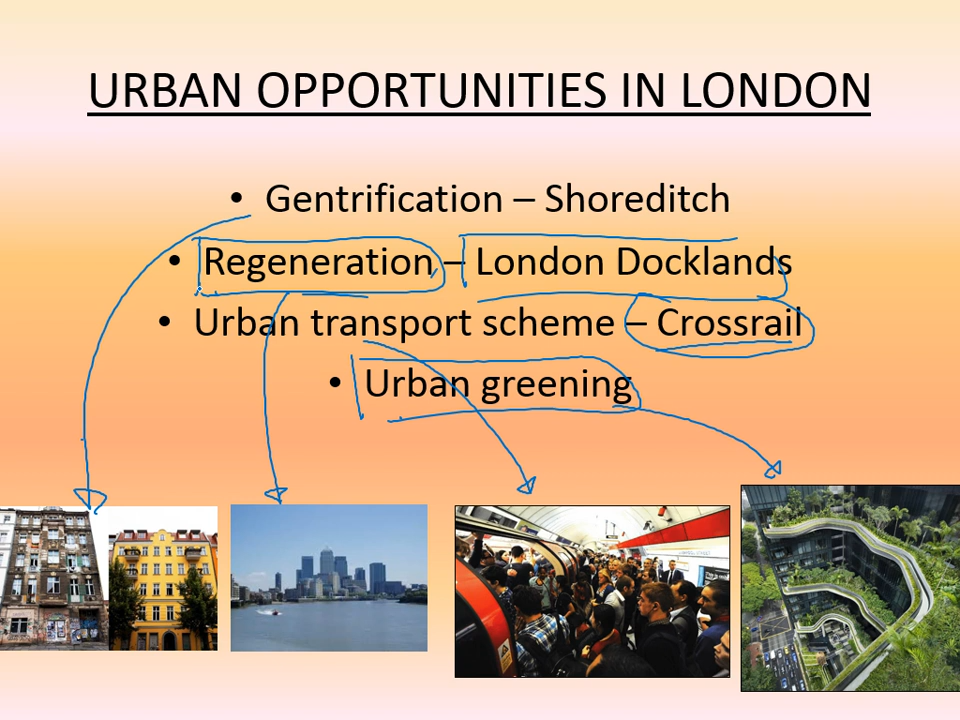 URBAN OPPORTUNITIES IN LONDON
• Gentrification – Shoreditch
• Regeneration – London Docklands
• Urban transport scheme – Crossrail
• Urban greening